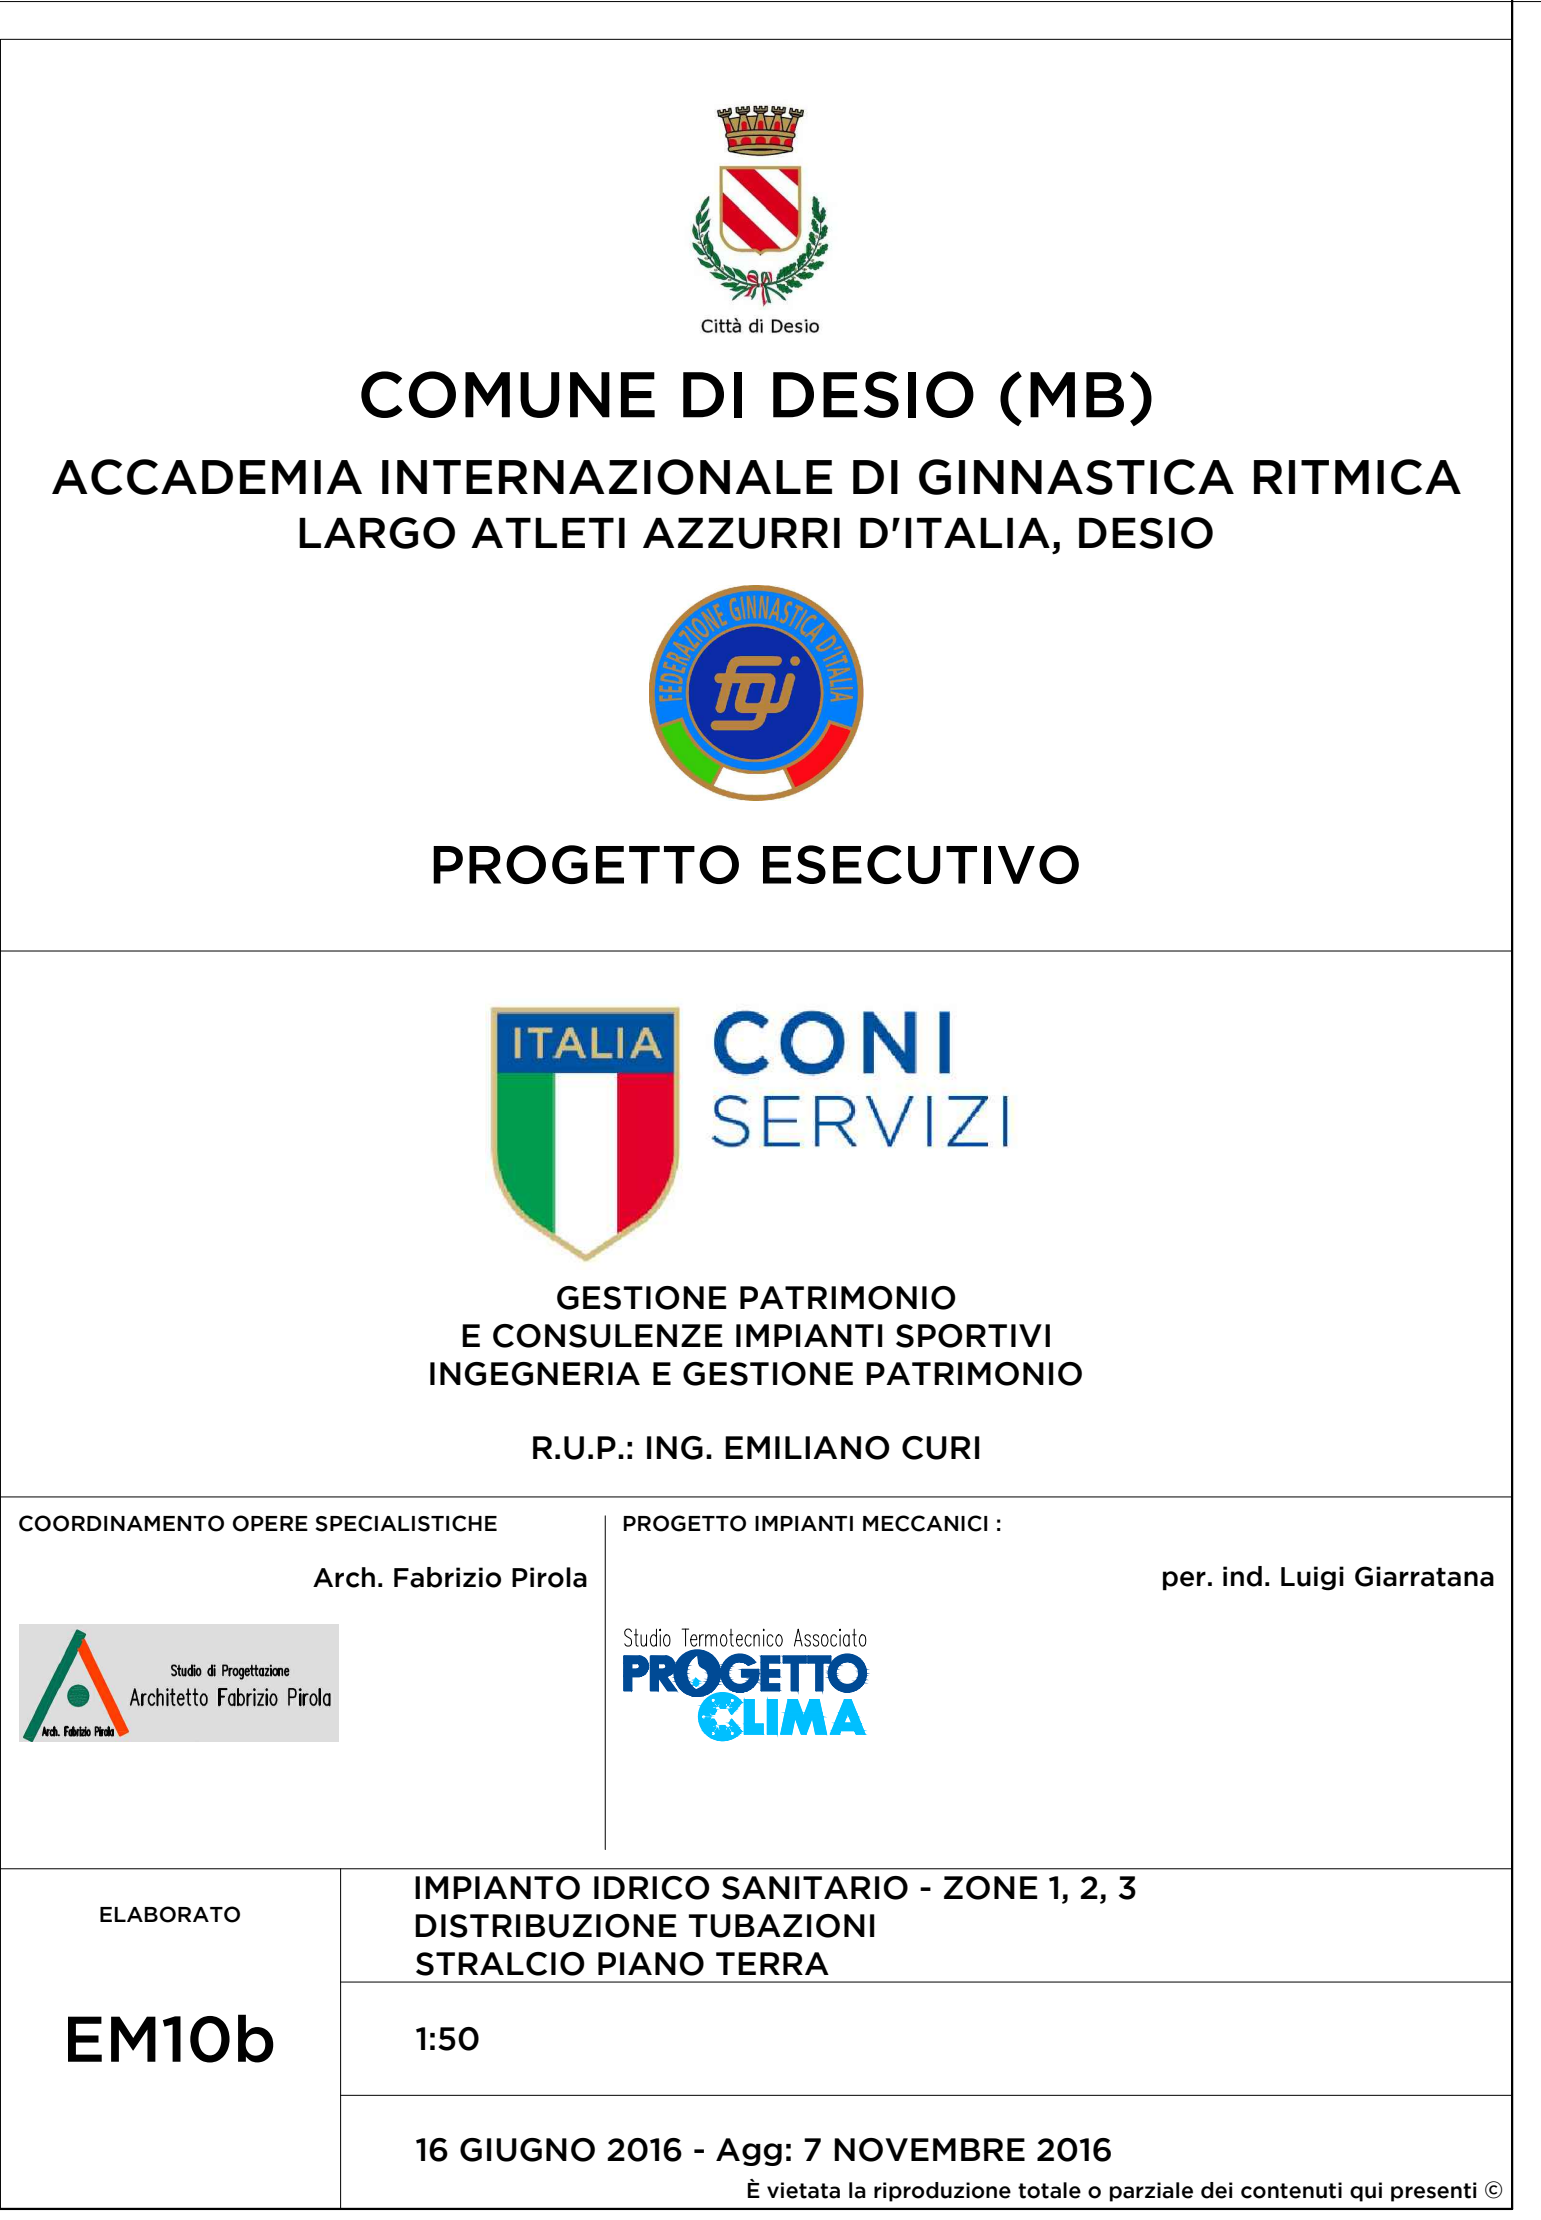 Città di Desio
COMUNE DI DESIO (MB)
ACCADEMIA INTERNAZIONALE DI GINNASTICA RITMICA
LARGO ATLETI AZZURRI D'ITALIA, DESIO
FEDERAZIONE GINNASTICA D'ITALIA
fgi
PROGETTO ESECUTIVO
ITALIA
CONI
SERVIZI
GESTIONE PATRIMONIO
E CONSULENZE IMPIANTI SPORTIVI
INGEGNERIA E GESTIONE PATRIMONIO
R.U.P.: ING. EMILIANO CURI
COORDINAMENTO OPERE SPECIALISTICHE
Arch. Fabrizio Pirola
Studio di Progettazione
Architetto Fabrizio Pirola
Arch. Fabrizio Pirola
PROGETTO IMPIANTI MECCANICI :
per. ind. Luigi Giarratana
Studio Termotecnico Associato
PROGETTO
CLIMA
ELABORATO
EM10b
IMPIANTO IDRICO SANITARIO - ZONE 1, 2, 3
DISTRIBUZIONE TUBAZIONI
STRALCIO PIANO TERRA
1:50
16 GIUGNO 2016 - Agg: 7 NOVEMBRE 2016
È vietata la riproduzione totale o parziale dei contenuti qui presenti ©